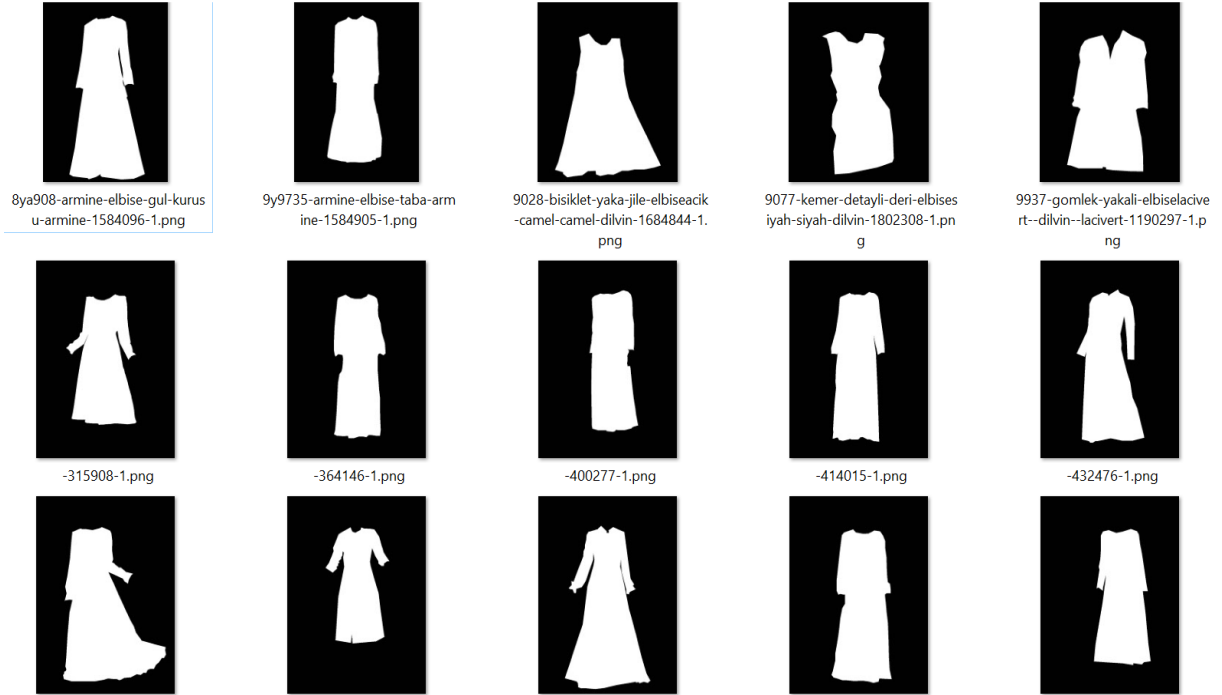 8ya908-armine-elbise-gul-kurus
u-armine-1584096-1.png
9y9735-armine-elbise-taba-arm
ine-1584905-1.png
9028-bisiklet-yaka-jile-elbiseacik
-camel-camel-dilvin-1684844-1.
png
9077-kemer-detayli-deri-elbises
iyah-siyah-dilvin-1802308-1.pn
g
9937-gomlek-yakali-elbiselacive
rt--dilvin--lacivert-1190297-1.p
ng
-315908-1.png
-364146-1.png
-400277-1.png
-414015-1.png
-432476-1.png